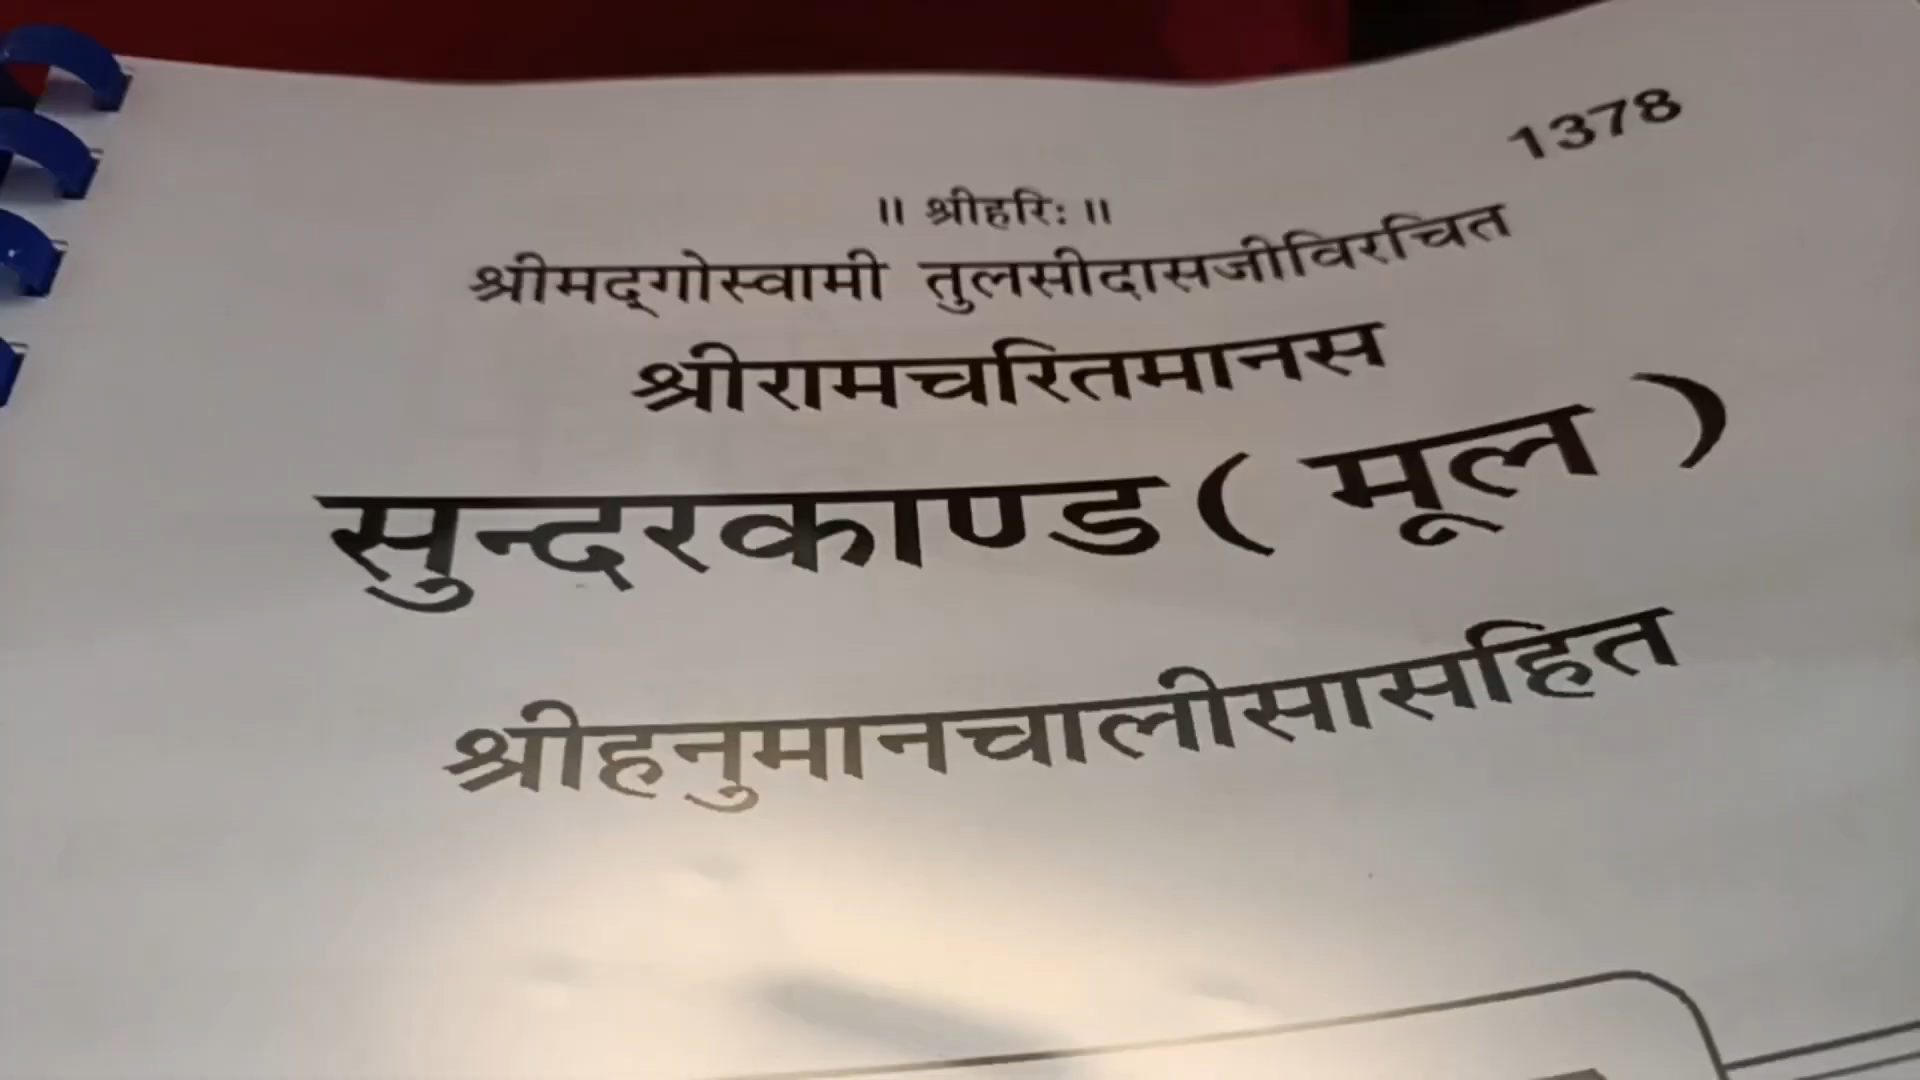 1378
॥ श्रीहरिः ॥
श्रीमद्‌गोस्वामी तुलसीदासजीविरचित
श्रीरामचरितमानस
सुन्दरकाण्ड ( मूल )
श्रीहनुमानचालीसासहित